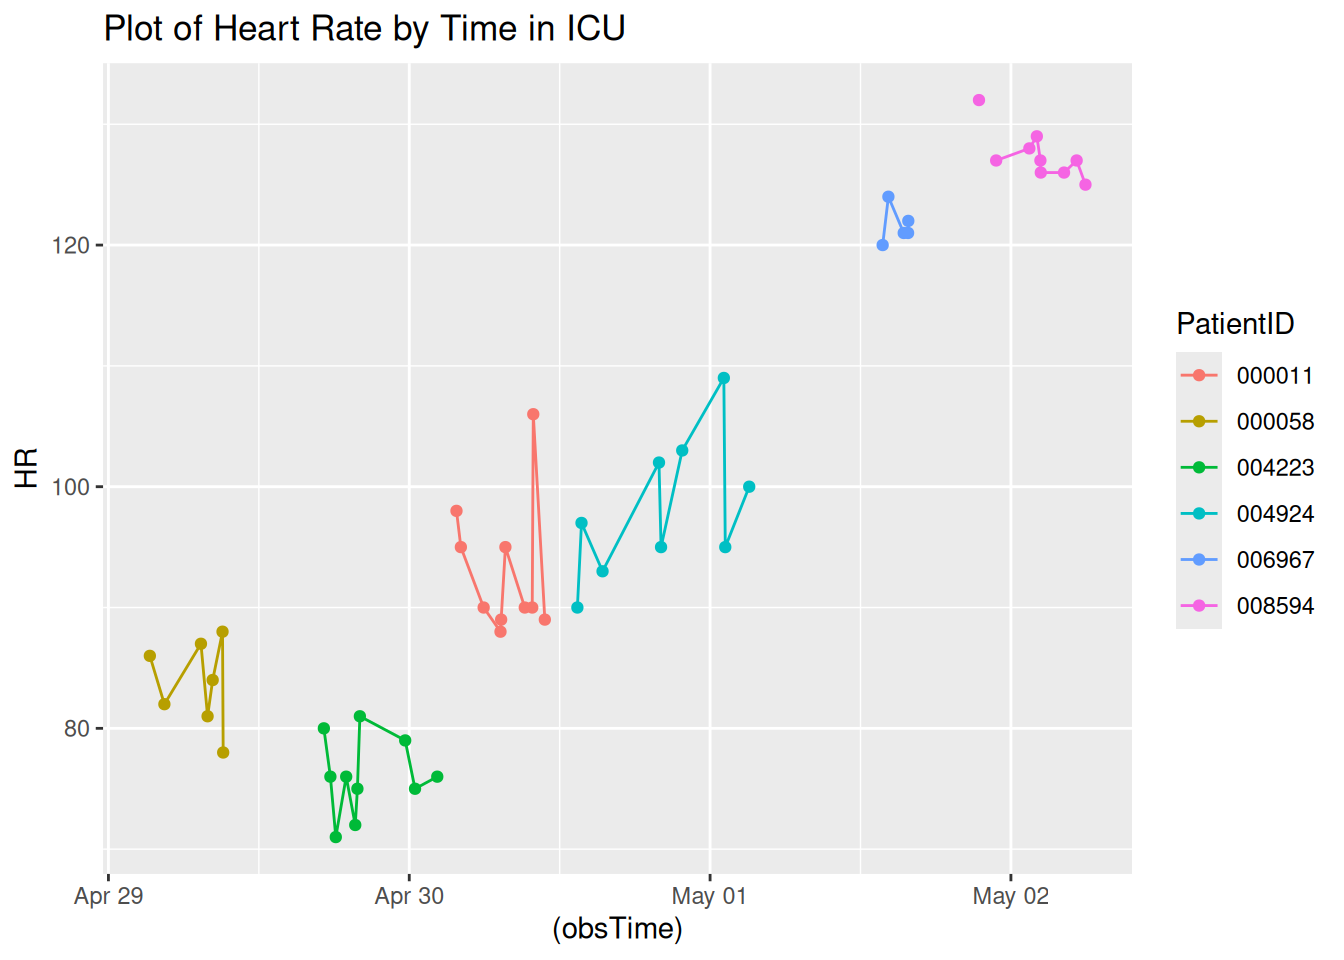 Plot of Heart Rate by Time in ICU
HR
120
100
80
Apr 29
Apr 30
May 01
May 02
(obsTime)
PatientID
000011
000058
004223
004924
006967
008594